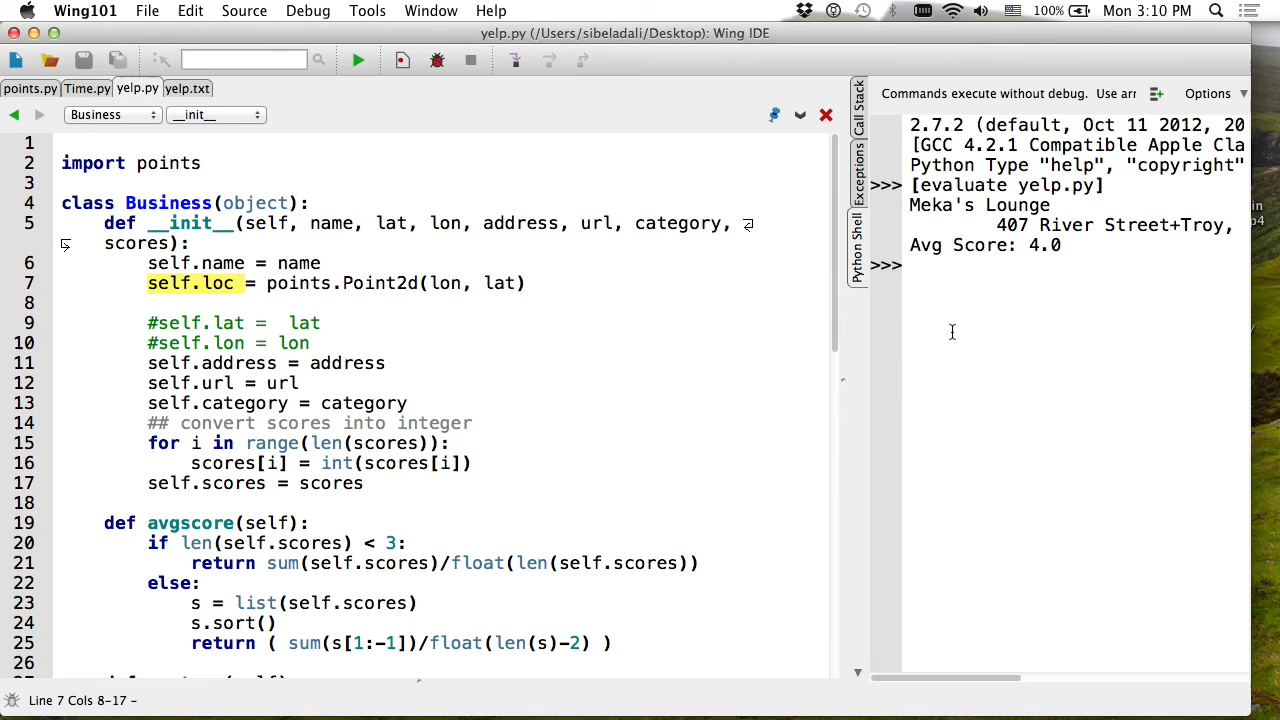 Wing101 File Edit Source Debug Tools Window Help 100% Mon 3:10 PM
yelp.py (/Users/sibeladali/Desktop): Wing IDE
points.py Time.py yelp.py yelp.txt
Business __init__
1
2 import points
3
4 class Business(object):
5 def __init__(self, name, lat, lon, address, url, category,
scores):
6 self.name = name
7 self.loc = points.Point2d(lon, lat)
8
9 #self.lat =  lat
10 #self.lon = lon
11 self.address = address
12 self.url = url
13 self.category = category
14 ## convert scores into integer
15 for i in range(len(scores)):
16 scores[i] = int(scores[i])
17 self.scores = scores
18
19 def avgscore(self):
20 if len(self.scores) < 3:
21 return sum(self.scores)/float(len(self.scores))
22 else:
23 s = list(self.scores)
24 s.sort()
25 return ( sum(s[1:-1])/float(len(s)-2) )
26
Line 7 Cols 8-17 -
Call Stack
Exceptions
Python Shell
Commands execute without debug. Use arr Options
2.7.2 (default, Oct 11 2012, 20
[GCC 4.2.1 Compatible Apple Cla
Python Type "help", "copyright"
>>> [evaluate yelp.py]
Meka's Lounge
407 River Street+Troy,
Avg Score: 4.0
>>>